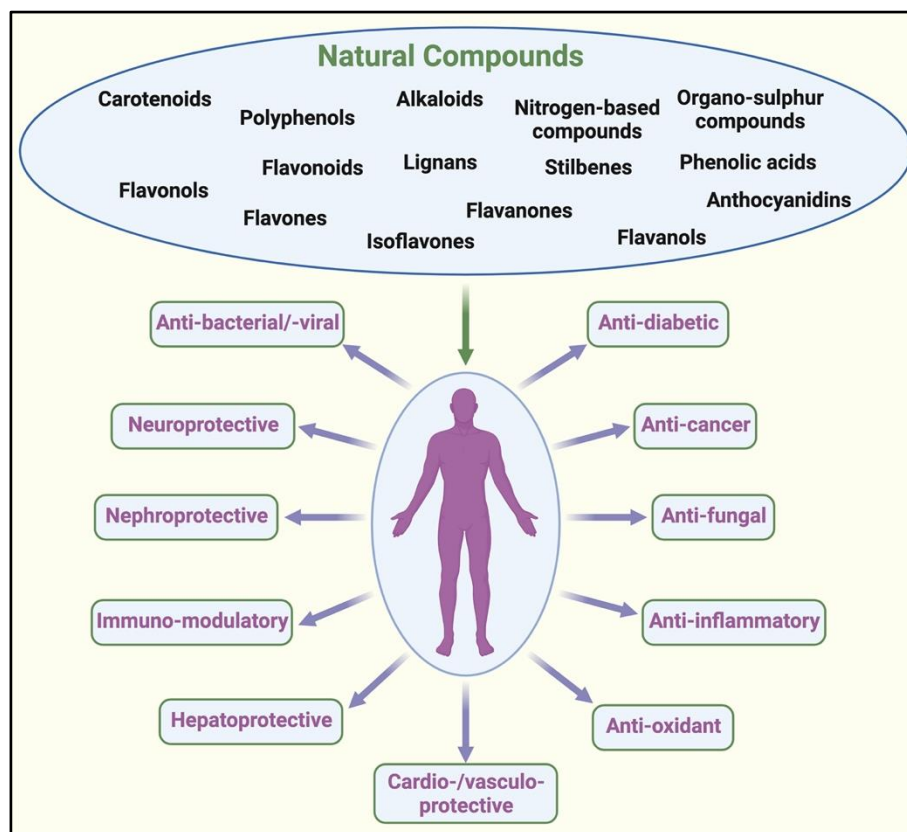 Natural Compounds
Carotenoids
Polyphenols
Alkaloids
Nitrogen-based
compounds
Organo-sulphur
compounds
Flavonols
Flavonoids
Lignans
Stilbenes
Phenolic acids
Flavones
Isoflavones
Flavanones
Flavanols
Anthocyanidins
Anti-bacterial/-viral
Anti-diabetic
Neuroprotective
Anti-cancer
Nephroprotective
Anti-fungal
Immuno-modulatory
Anti-inflammatory
Hepatoprotective
Anti-oxidant
Cardio-/vasculo-
protective